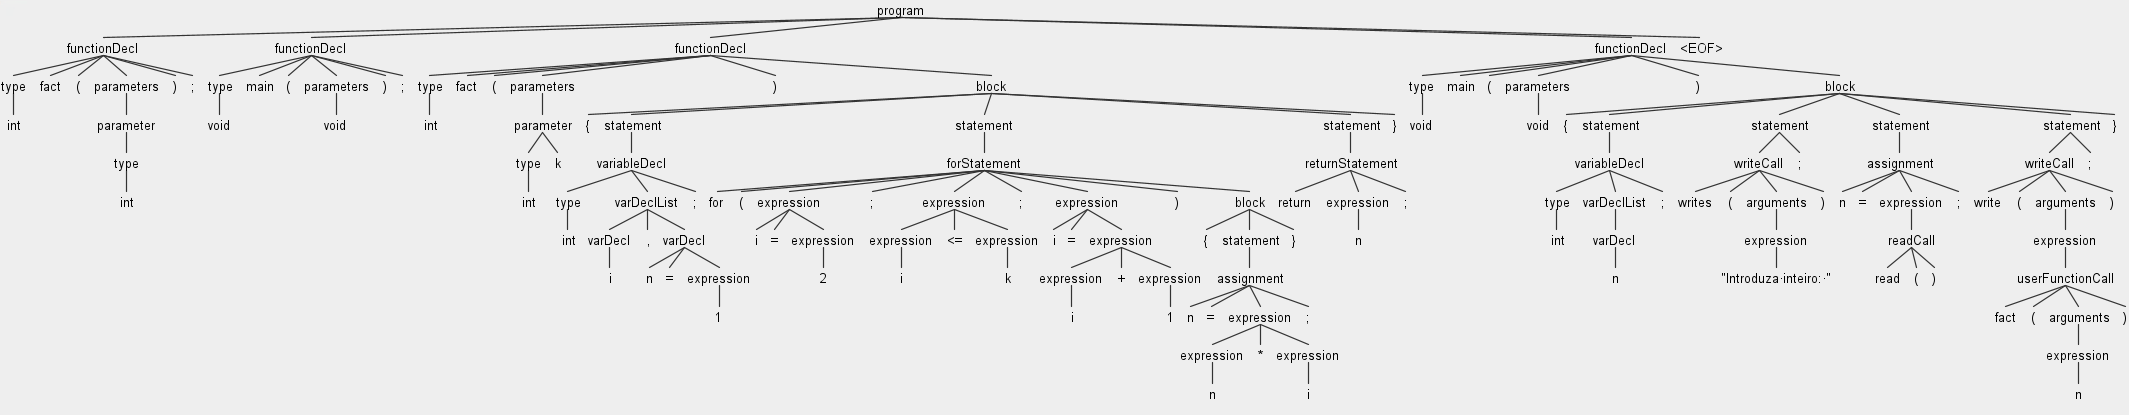 program
functionDecl functionDecl functionDecl functionDecl <EOF>
type fact ( parameters ) ; type main ( parameters ) ; type fact ( parameters ) block type main ( parameters ) block
int parameter void void int parameter { statement statement statement } void void { statement statement statement statement }
type type k variableDecl forStatement returnStatement variableDecl writeCall ; assignment writeCall ;
int int type varDeclList ; for ( expression ; expression ; expression ) block return expression ; type varDeclList ; writes ( arguments ) n = expression ; write ( arguments )
int varDecl , varDecl i = expression expression <= expression i = expression { statement } n int varDecl expression readCall expression
i n = expression 2 i k expression + expression assignment n "Introduza·inteiro:·" read ( ) userFunctionCall
1 i 1 n = expression ; fact ( arguments )
expression * expression expression
n i n